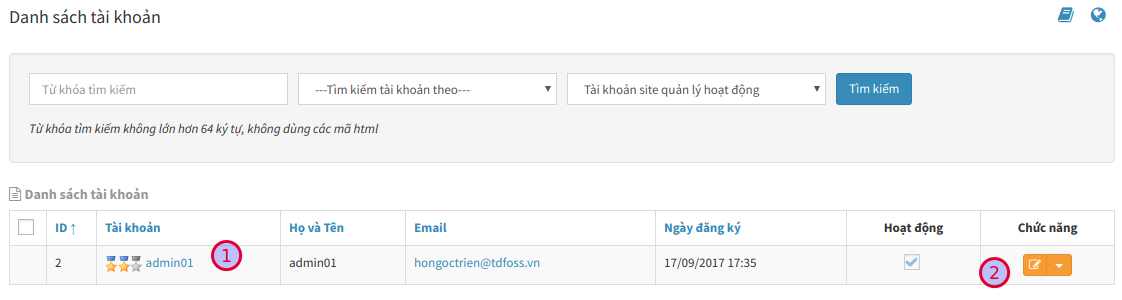 Danh sách tài khoản
Từ khóa tìm kiếm ---Tìm kiếm tài khoản theo--- Tài khoản site quản lý hoạt động Tìm kiếm
Từ khóa tìm kiếm không lớn hơn 64 ký tự, không dùng các mã html
Danh sách tài khoản
ID↑ Tài khoản Họ và Tên Email Ngày đăng ký Hoạt động Chức năng
2 admin01 1 admin01 hongoctrien@tdfoss.vn 17/09/2017 17:35 2